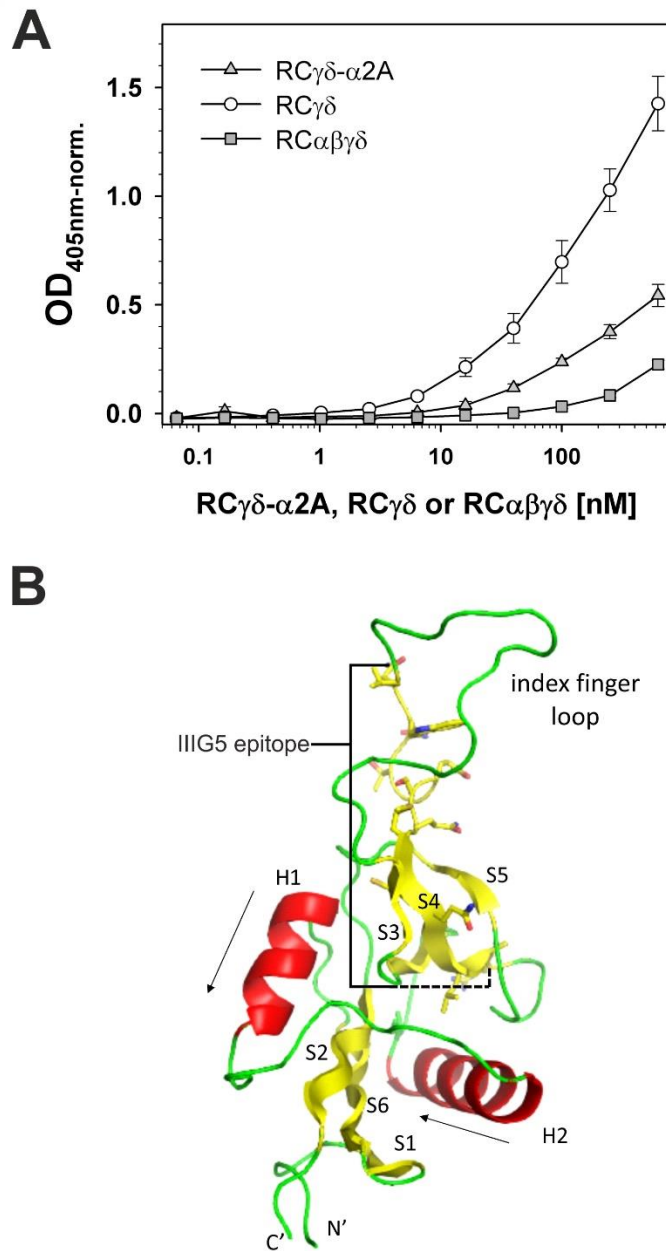 A
RCγδ-α2A
RCγδ
RCαβγδ
1.5
1.0
0.5
0.0
OD405nm-norm.
0.1
1
10
100
RCγδ-α2A, RCγδ or RCαβγδ [nM]
B
index finger
loop
IIIG5 epitope
H1
S5
S4
S3
S2
S6
S1
H2
C'
N'